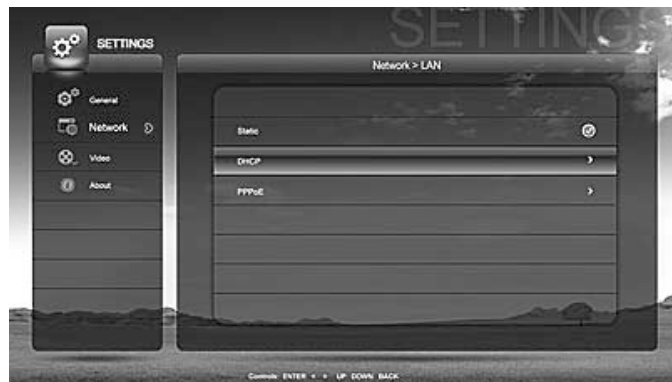 SETTINGS
SETTINGS
Network > LAN
General
Network
Video
About
Static
DHCP
PPPoE
Controls: ENTER < > UP DOWN BACK